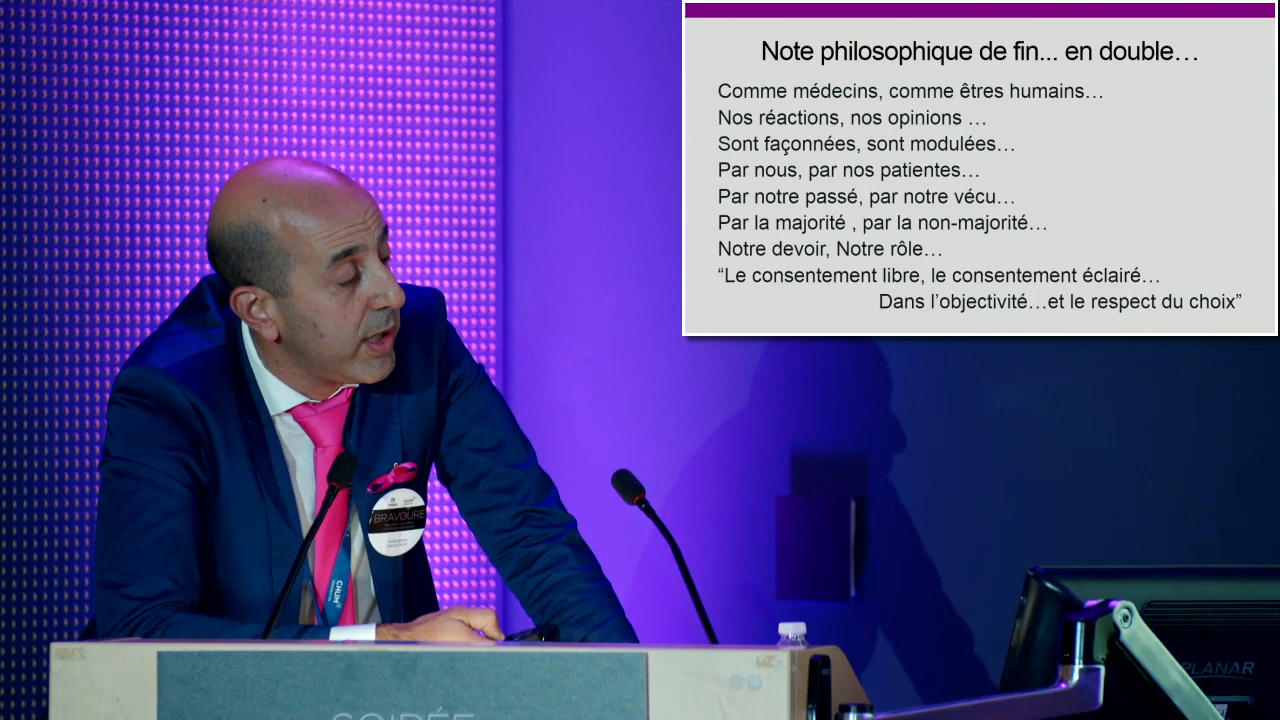 Note philosophique de fin... en double…
Comme médecins, comme êtres humains…
Nos réactions, nos opinions …
Sont façonnées, sont modulées…
Par nous, par nos patientes…
Par notre passé, par notre vécu…
Par la majorité , par la non-majorité…
Notre devoir, Notre rôle…
“Le consentement libre, le consentement éclairé…
Dans l’objectivité…et le respect du choix”
BRAVOURE
CHUM
SOIRÉE
PLANAR